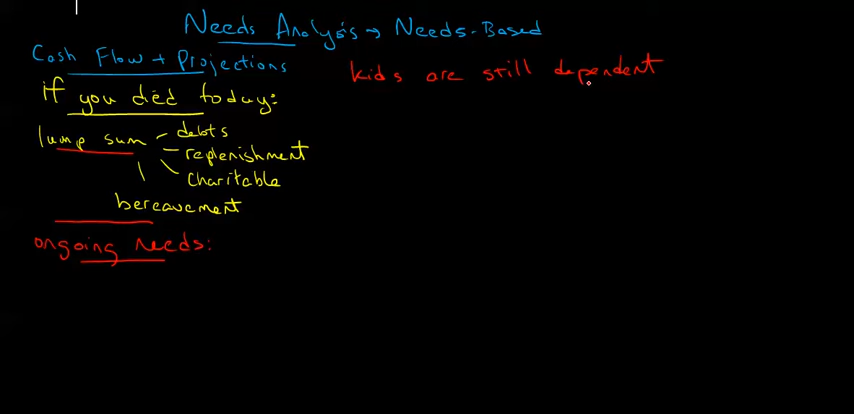 Needs Analysis → Needs-Based
Cash Flow + Projections
kids are still dependent
if you died today:
lump sum
debts
replenishment
charitable
bereavement
ongoing needs: